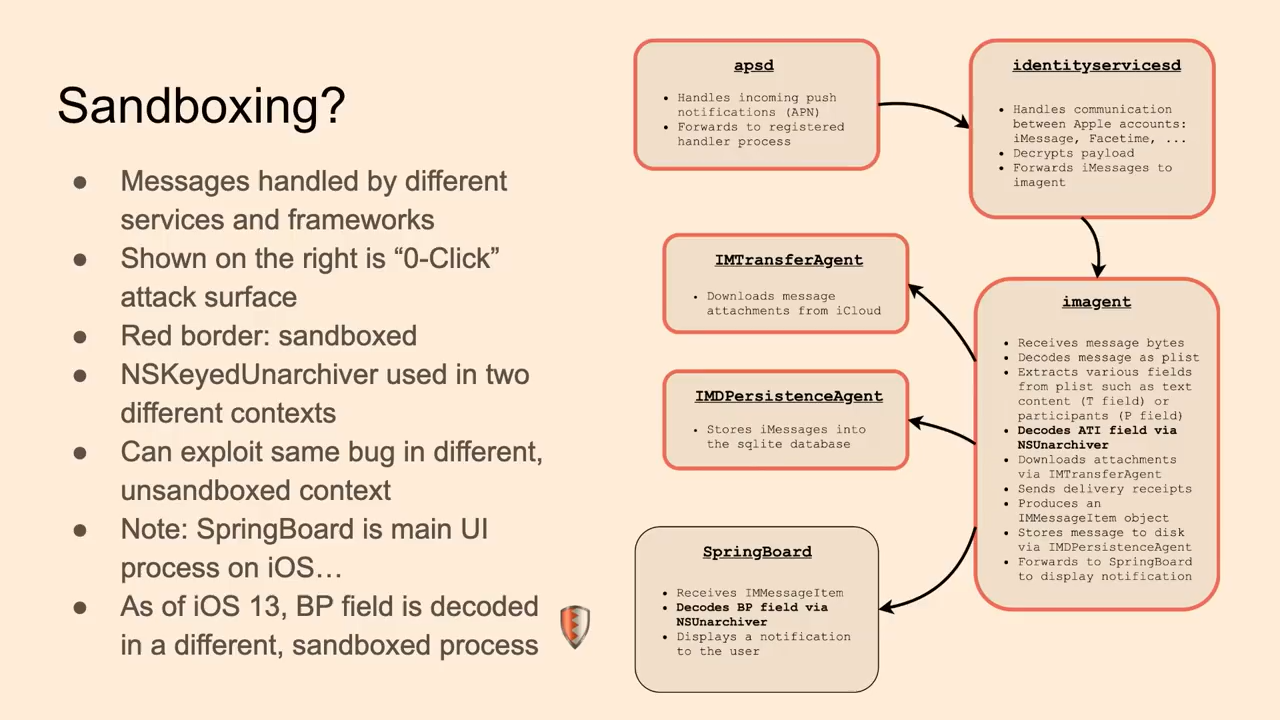 Sandboxing?
● Messages handled by different
services and frameworks
● Shown on the right is “0-Click”
attack surface
● Red border: sandboxed
● NSKeyedUnarchiver used in two
different contexts
● Can exploit same bug in different,
unsandboxed context
● Note: SpringBoard is main UI
process on iOS…
● As of iOS 13, BP field is decoded
in a different, sandboxed process
apsd
• Handles incoming push
notifications (APN)
• Forwards to registered
handler process
identityservicesd
• Handles communication
between Apple accounts:
iMessage, Facetime, ...
• Decrypts payload
• Forwards iMessages to
imagent
IMTransferAgent
• Downloads message
attachments from iCloud
IMDPersistenceAgent
• Stores iMessages into
the sqlite database
imagent
• Receives message bytes
• Decodes message as plist
• Extracts various fields
from plist such as text
content (T field) or
participants (P field)
• Decodes ATI field via
NSUnarchiver
• Downloads attachments
via IMTransferAgent
• Sends delivery receipts
• Produces an
IMMessageItem object
• Stores message to disk
via IMDPersistenceAgent
• Forwards to SpringBoard
to display notification
SpringBoard
• Receives IMMessageItem
• Decodes BP field via
NSUnarchiver
• Displays a notification
to the user